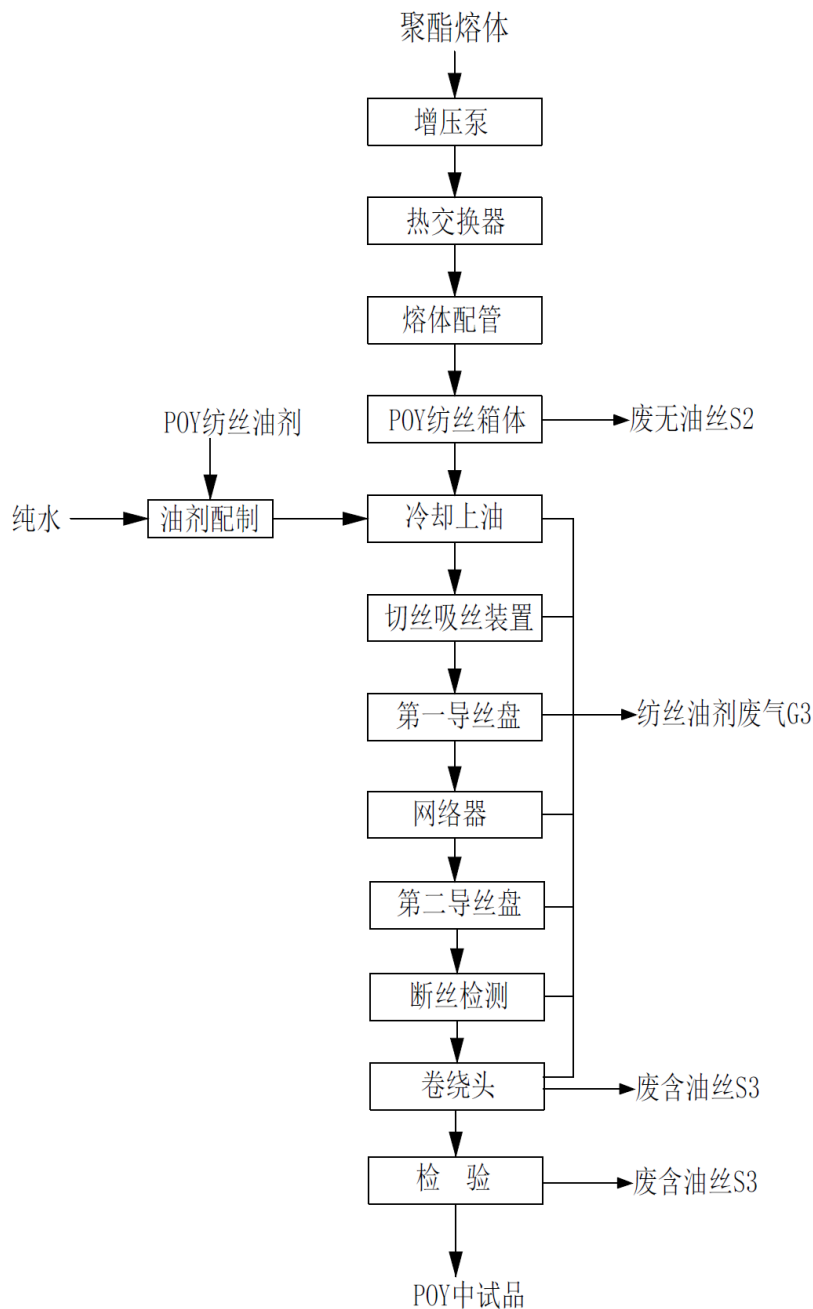 聚酯熔体
增压泵
热交换器
熔体配管
POY纺丝箱体
废无油丝S2
POY纺丝油剂
纯水
油剂配制
冷却上油
切丝吸丝装置
第一导丝盘
纺丝油剂废气G3
网络器
第二导丝盘
断丝检测
卷绕头
废含油丝S3
检 验
废含油丝S3
POY中试品